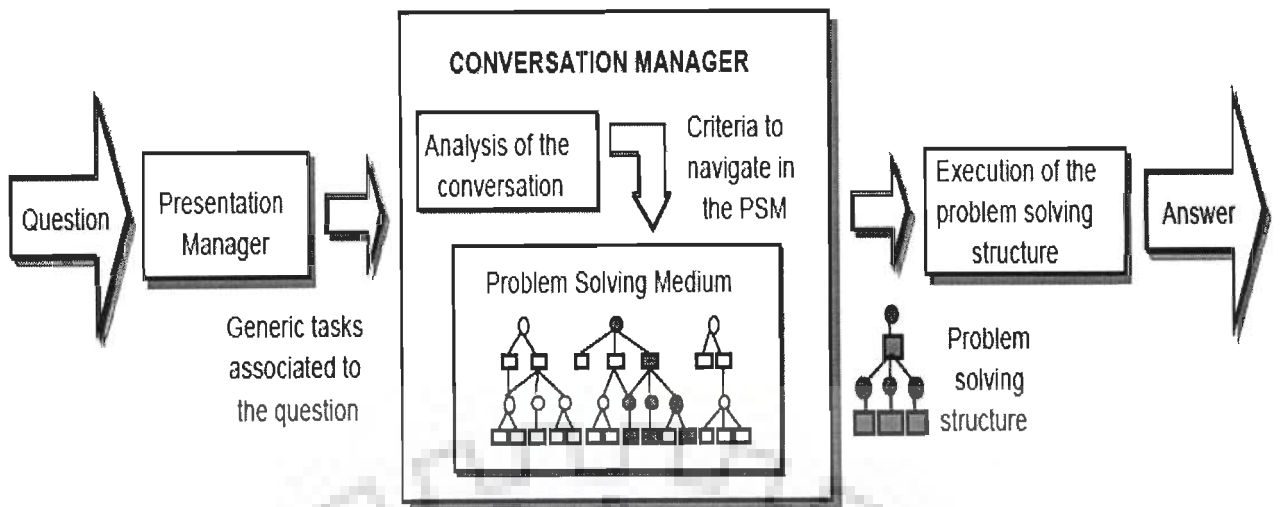 Question
Presentation
Manager
Generic tasks
associated to
the question
CONVERSATION MANAGER
Analysis of the
conversation
Criteria to
navigate in
the PSM
Problem Solving Medium
Execution of the
problem solving
structure
Problem
solving
structure
Answer